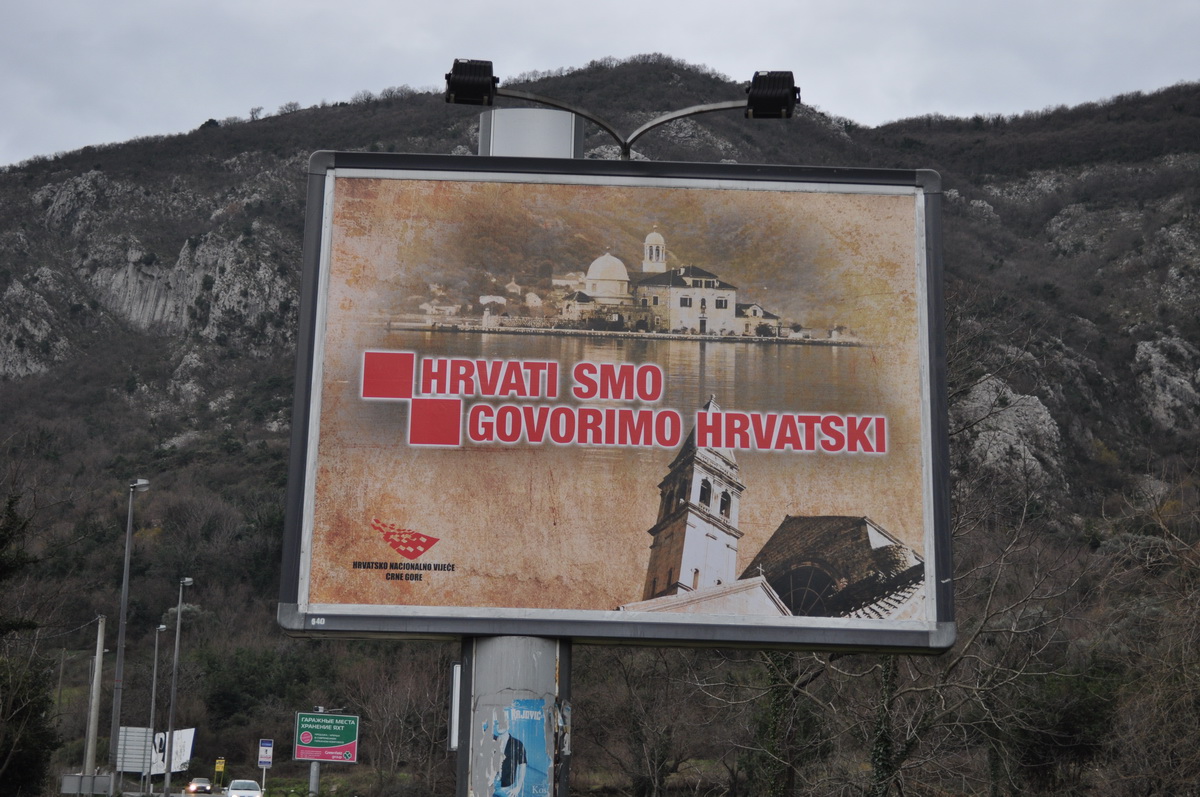 HRVATI SMO
GOVORIMO HRVATSKI
HRVATSKO NACIONALNO VIJEĆE
CRNE GORE
ГАРАЖНЫЕ МЕСТА
ХРАНЕНИЕ ЯХТ